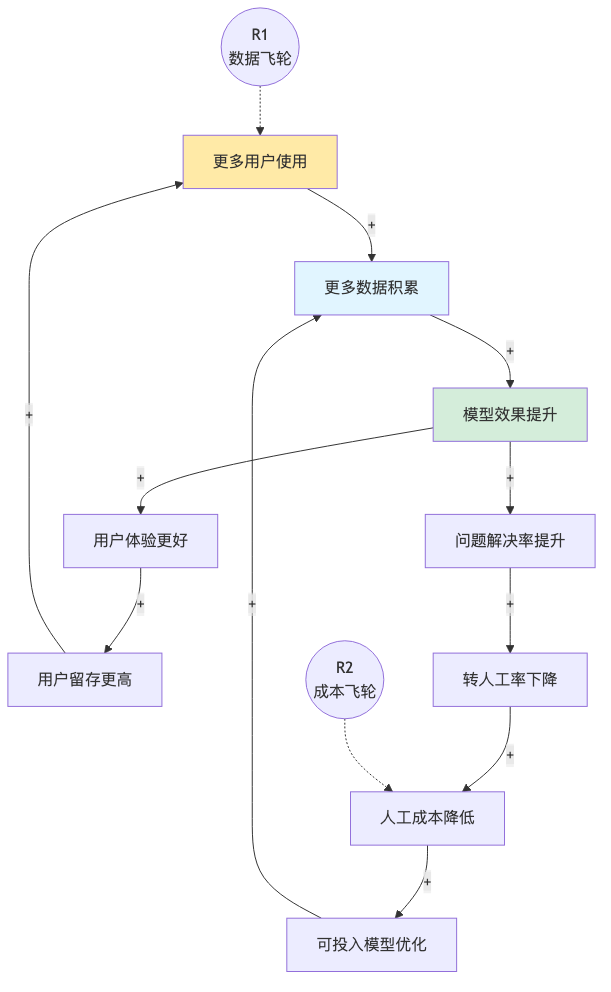 R1
数据飞轮
更多用户使用
+
更多数据积累
+
模型效果提升
+
+
+
用户体验更好
问题解决率提升
+
+
+
用户留存更高
R2
成本飞轮
转人工率下降
+
人工成本降低
+
可投入模型优化